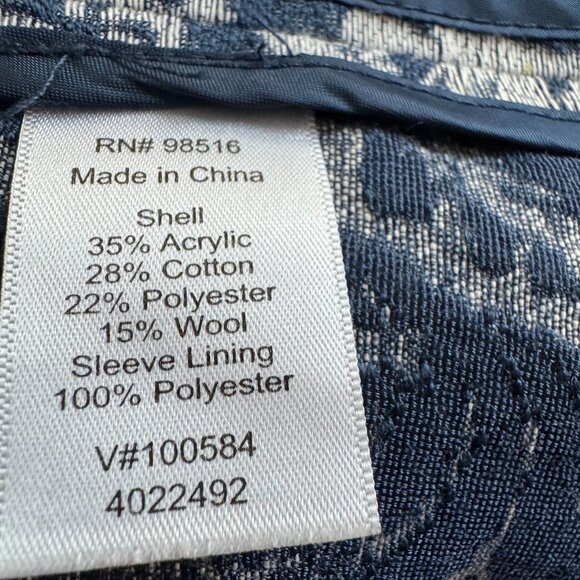 RN# 98516
Made in China
Shell
35% Acrylic
28% Cotton
22% Polyester
15% Wool
Sleeve Lining
100% Polyester
V#100584
4022492